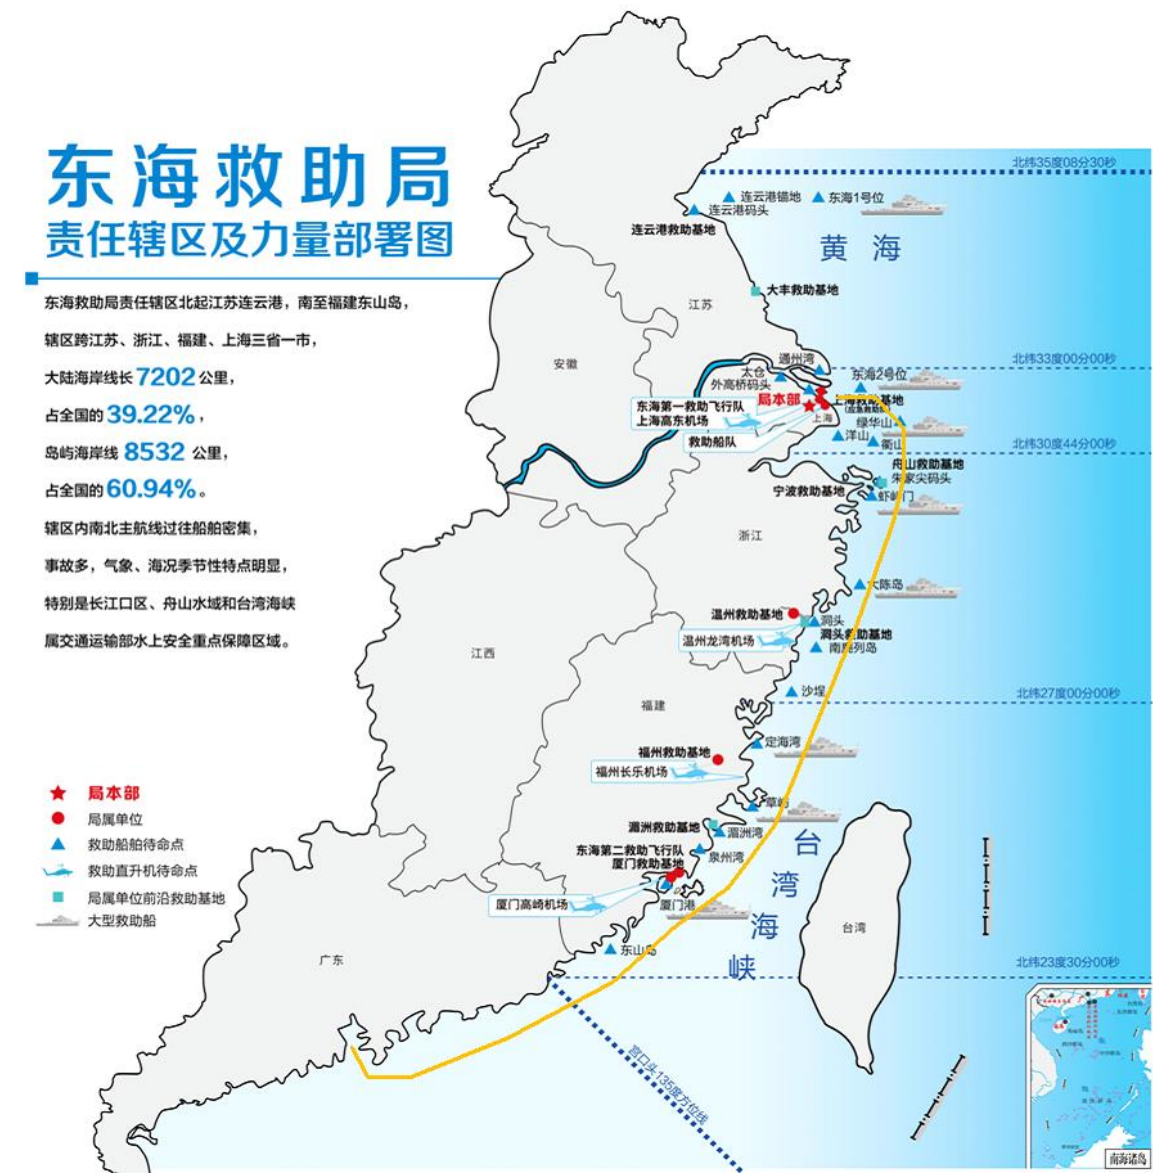 东海救助局
责任辖区及力量部署图
东海救助局责任辖区北起江苏连云港，南至福建东山岛，
辖区跨江苏、浙江、福建、上海三省一市，
大陆海岸线长7202公里，
占全国的39.22%，
岛屿海岸线 8532 公里，
占全国的60.94%。
辖区内南北主航线过往船舶密集，
事故多，气象、海况季节性特点明显，
特别是长江口区、舟山水域和台湾海峡
属交通运输部水上安全重点保障区域。
局本部
局属单位
救助船舶待命点
救助直升机待命点
局属单位前沿救助基地
大型救助船
北纬35度08分30秒
连云港锚地
东海1号位
连云港码头
连云港救助基地
黄海
大丰救助基地
江苏
安徽
北纬33度00分00秒
通州湾
太仓
外高桥码头
东海2号位
局本部
上海救助基地
东海第一救助飞行队
上海高东机场
上海
绿华山
救助船队
洋山
衢山
北纬30度44分00秒
舟山救助基地
朱家尖码头
宁波救助基地
虾峙门
浙江
大陈岛
温州救助基地
洞头
洞头救助基地
温州龙湾机场
南麂列岛
江西
沙埕
北纬27度00分00秒
福建
定海湾
福州救助基地
福州长乐机场
草屿
湄洲救助基地
湄洲湾
东海第二救助飞行队
泉州湾
厦门救助基地
厦门高崎机场
厦门港
台湾海峡
台湾
东山岛
广东
北纬23度30分00秒
宫口头135度方位线
南海诸岛